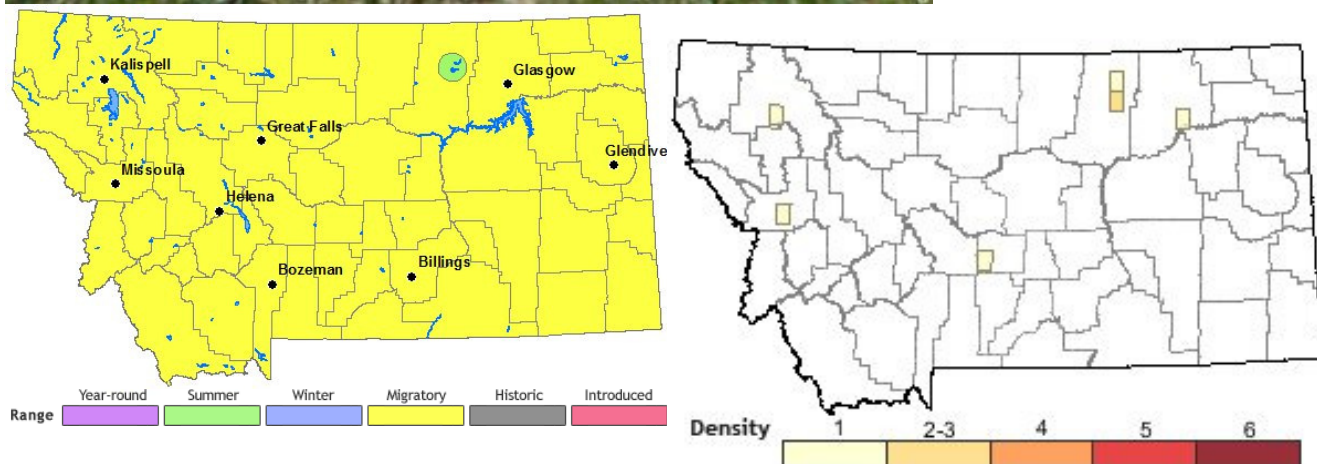 Kalispell
Glasgow
Great Falls
Glendive
Missoula
Helena
Bozeman
Billings
Range Year-round Summer Winter Migratory Historic Introduced
Density 1 2-3 4 5 6